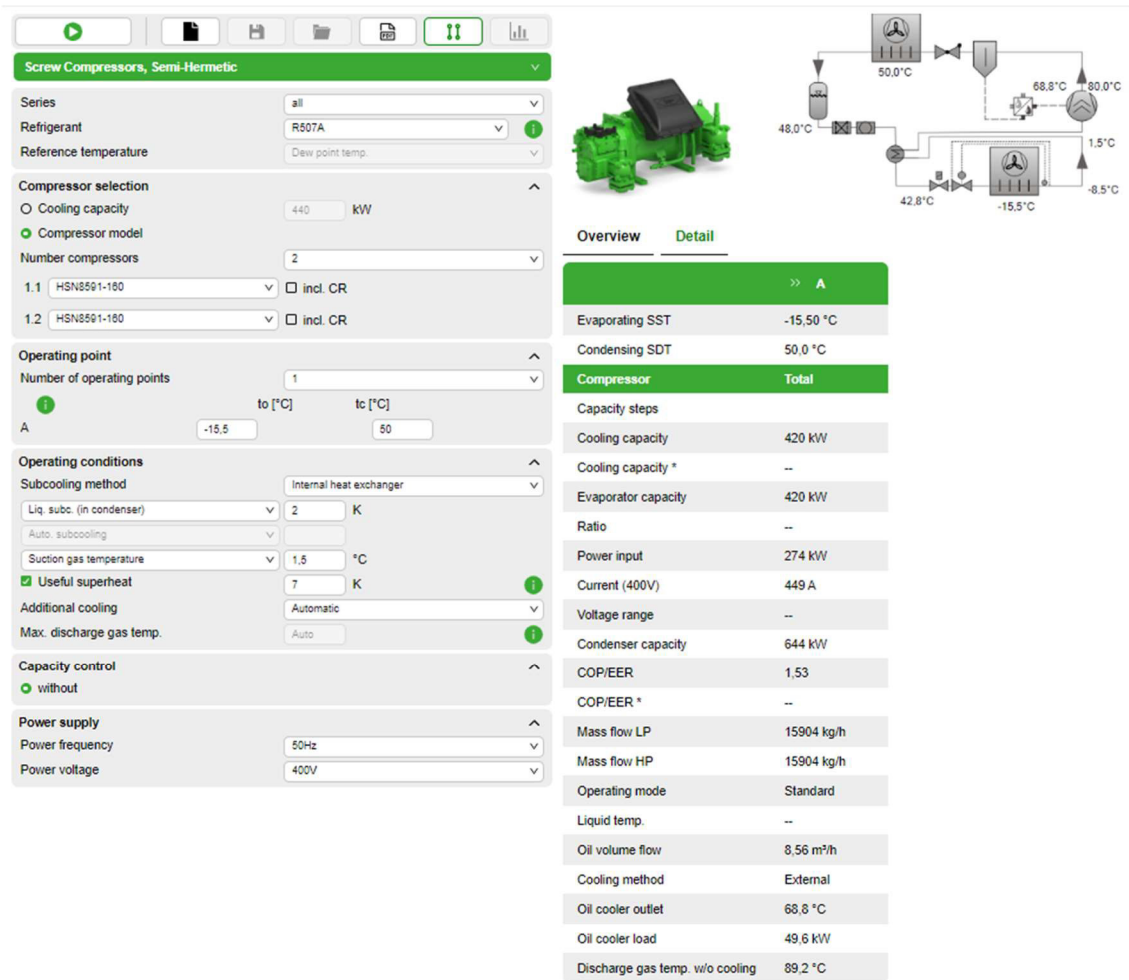 PDF
Screw Compressors, Semi-Hermetic
Series all
Refrigerant R507A
Reference temperature Dew point temp.
Compressor selection
Cooling capacity 440 kW
Compressor model
Number compressors 2
1.1 HSN8591-160 incl. CR
1.2 HSN8591-160 incl. CR
Operating point
Number of operating points 1
to [°C] tc [°C]
A -15,5 50
Operating conditions
Subcooling method Internal heat exchanger
Liq. subc. (in condenser) 2 K
Auto. subcooling
Suction gas temperature 1,5 °C
Useful superheat 7 K
Additional cooling Automatic
Max. discharge gas temp. Auto
Capacity control
without
Power supply
Power frequency 50Hz
Power voltage 400V
50,0°C
68,8°C 80,0°C
48,0°C
1,5°C
-8,5°C
42,8°C
-15,5°C
Overview Detail
>> A
Evaporating SST -15,50 °C
Condensing SDT 50,0 °C
Compressor Total
Capacity steps
Cooling capacity 420 kW
Cooling capacity * --
Evaporator capacity 420 kW
Ratio --
Power input 274 kW
Current (400V) 449 A
Voltage range --
Condenser capacity 644 kW
COP/EER 1,53
COP/EER * --
Mass flow LP 15904 kg/h
Mass flow HP 15904 kg/h
Operating mode Standard
Liquid temp. --
Oil volume flow 8,56 m³/h
Cooling method External
Oil cooler outlet 68,8 °C
Oil cooler load 49,6 kW
Discharge gas temp. w/o cooling 89,2 °C